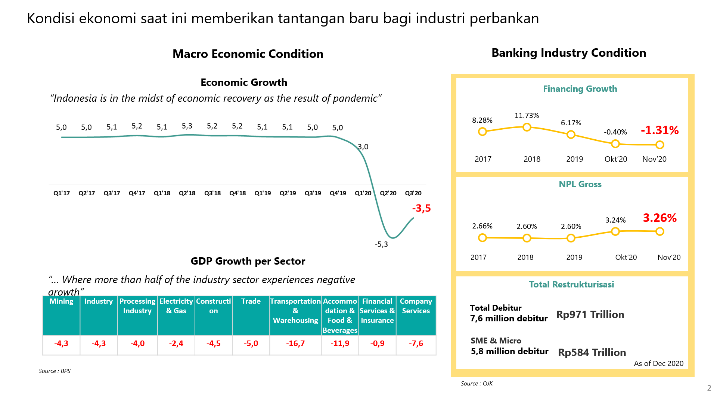 Kondisi ekonomi saat ini memberikan tantangan baru bagi industri perbankan
Macro Economic Condition
Economic Growth
"Indonesia is in the midst of economic recovery as the result of pandemic"
5,0 5,0 5,1 5,2 5,1 5,3 5,2 5,2 5,1 5,1 5,0 5,0
3,0
Q1'17 Q2'17 Q3'17 Q4'17 Q1'18 Q2'18 Q3'18 Q4'18 Q1'19 Q2'19 Q3'19 Q4'19 Q1'20 Q2'20 Q3'20
-3,5
-5,3
GDP Growth per Sector
"... Where more than half of the industry sector experiences negative
growth"
Mining Industry Processing Industry Electricity & Gas Constructi on Trade Transportation & Warehousing Accommo dation & Food & Beverages Financial Services & Insurance Company Services
-4,3 -4,3 -4,0 -2,4 -4,5 -5,0 -16,7 -11,9 -0,9 -7,6
Source : BPS
Banking Industry Condition
Financing Growth
8.28% 11.73% 6.17% -0.40% -1.31%
2017 2018 2019 Okt'20 Nov'20
NPL Gross
2.66% 2.60% 2.60% 3.24% 3.26%
2017 2018 2019 Okt'20 Nov'20
Total Restrukturisasi
Total Debitur
7,6 million debitur Rp971 Trillion
SME & Micro
5,8 million debitur Rp584 Trillion
As of Dec 2020
Source : OJK
2